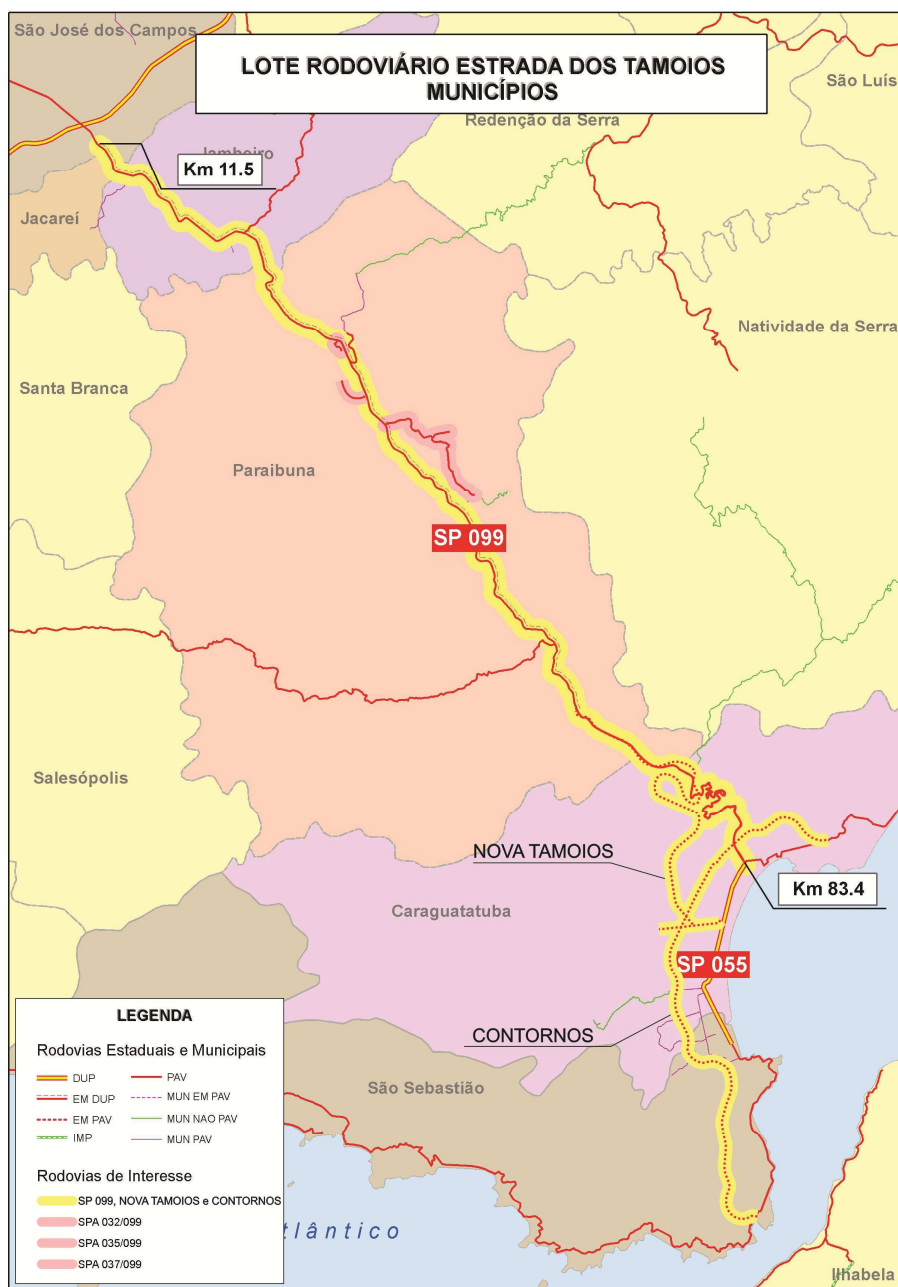 São José dos Campos
LOTE RODOVIÁRIO ESTRADA DOS TAMOIOS
MUNICÍPIOS
São Luís
Redenção da Serra
Jambeiro
Km 11.5
Jacareí
Natividade da Serra
Santa Branca
Paraibuna
SP 099
Salesópolis
NOVA TAMOIOS
Km 83.4
Caraguatatuba
SP 055
CONTORNOS
São Sebastião
LEGENDA
Rodovias Estaduais e Municipais
DUP
PAV
EM DUP
MUN EM PAV
EM PAV
MUN NAO PAV
IMP
MUN PAV
Rodovias de Interesse
SP 099, NOVA TAMOIOS e CONTORNOS
SPA 032/099
SPA 035/099
SPA 037/099
tlântico
Ilhabela